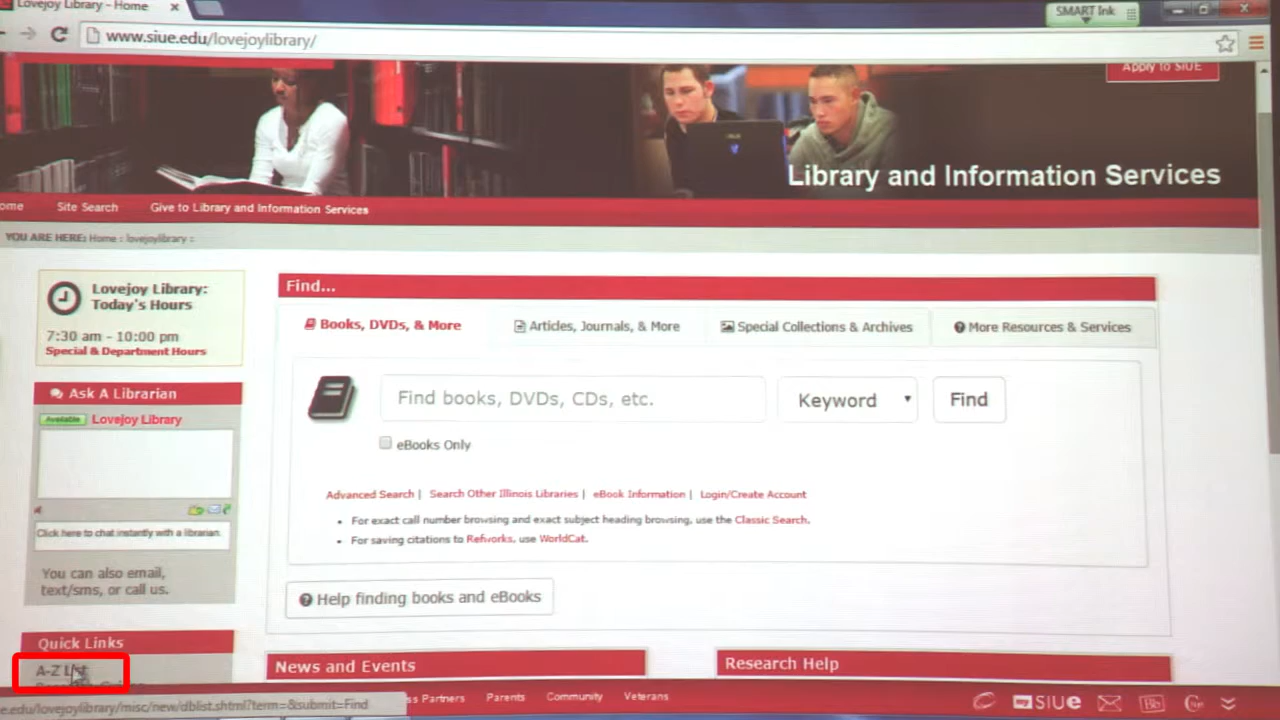 Lovejoy Library - Home
SMART Ink
www.siue.edu/lovejoylibrary/
Apply to SIUE
Library and Information Services
ome Site Search Give to Library and Information Services
YOU ARE HERE: Home : lovejoylibrary :
Lovejoy Library:
Today's Hours
7:30 am - 10:00 pm
Special & Department Hours
Ask A Librarian
Available Lovejoy Library
Click here to chat instantly with a librarian.
You can also email,
text/sms, or call us.
Quick Links
A-Z List
Find...
Books, DVDs, & More Articles, Journals, & More Special Collections & Archives More Resources & Services
Find books, DVDs, CDs, etc. Keyword Find
eBooks Only
Advanced Search | Search Other Illinois Libraries | eBook Information | Login/Create Account
• For exact call number browsing and exact subject heading browsing, use the Classic Search.
• For saving citations to Refworks, use WorldCat.
Help finding books and eBooks
News and Events Research Help
e.edu/lovejoylibrary/misc/new/dblist.shtml?term=&submit=Find
ss Partners Parents Community Veterans
my SIUe Bb